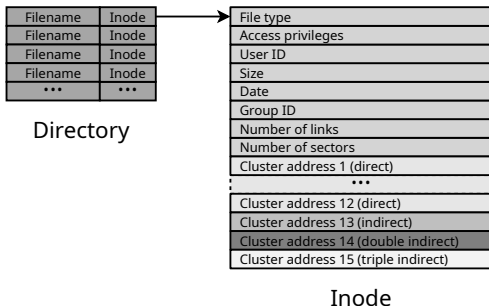 Filename Inode
Filename Inode
Filename Inode
Filename Inode
... ...
Directory
File type
Access privileges
User ID
Size
Date
Group ID
Number of links
Number of sectors
Cluster address 1 (direct)
...
Cluster address 12 (direct)
Cluster address 13 (indirect)
Cluster address 14 (double indirect)
Cluster address 15 (triple indirect)
Inode